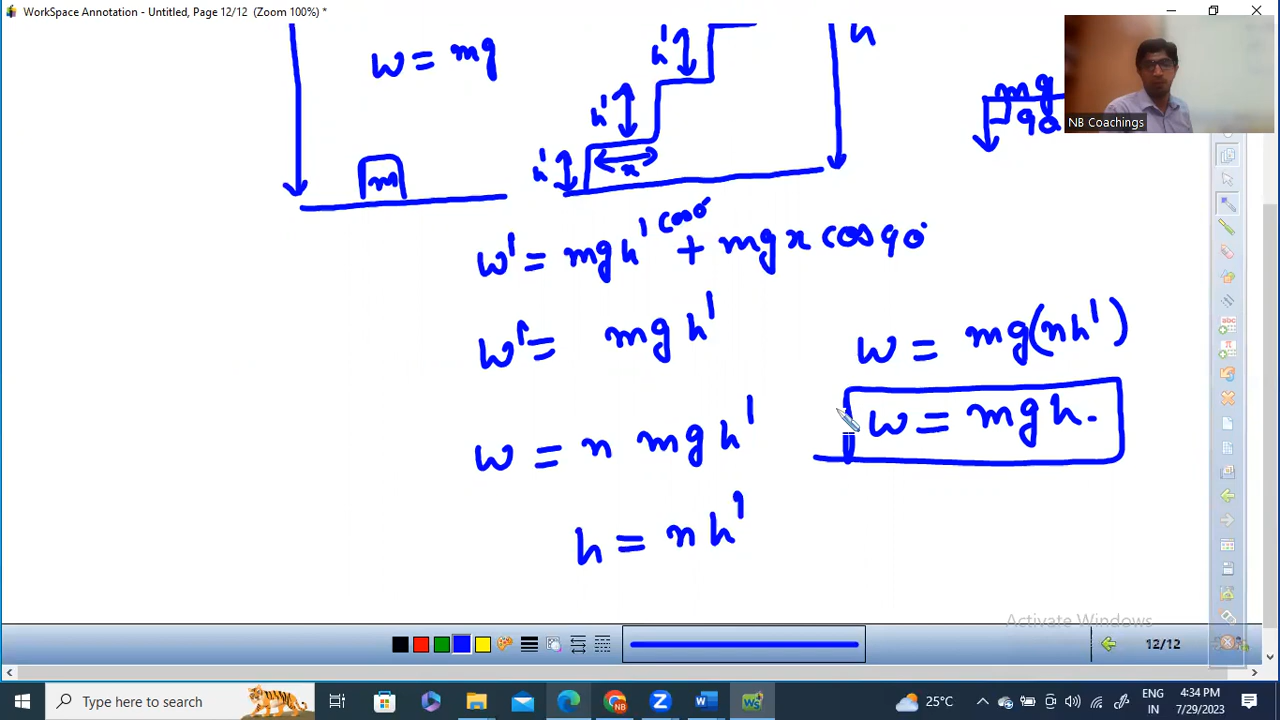 WorkSpace Annotation - Untitled, Page 12/12 (Zoom 100%) *
w = mg
h'
h
mg
90
NB Coachings
h'
h'
x
m
w' = mgh' cos0° + mgx cos90°
w' = mgh'
w = mg(nh')
w = mgh.
w = n mgh'
h = nh'
Activate Windows
12/12
Type here to search
25°C
ENG
IN
4:34 PM
7/29/2023